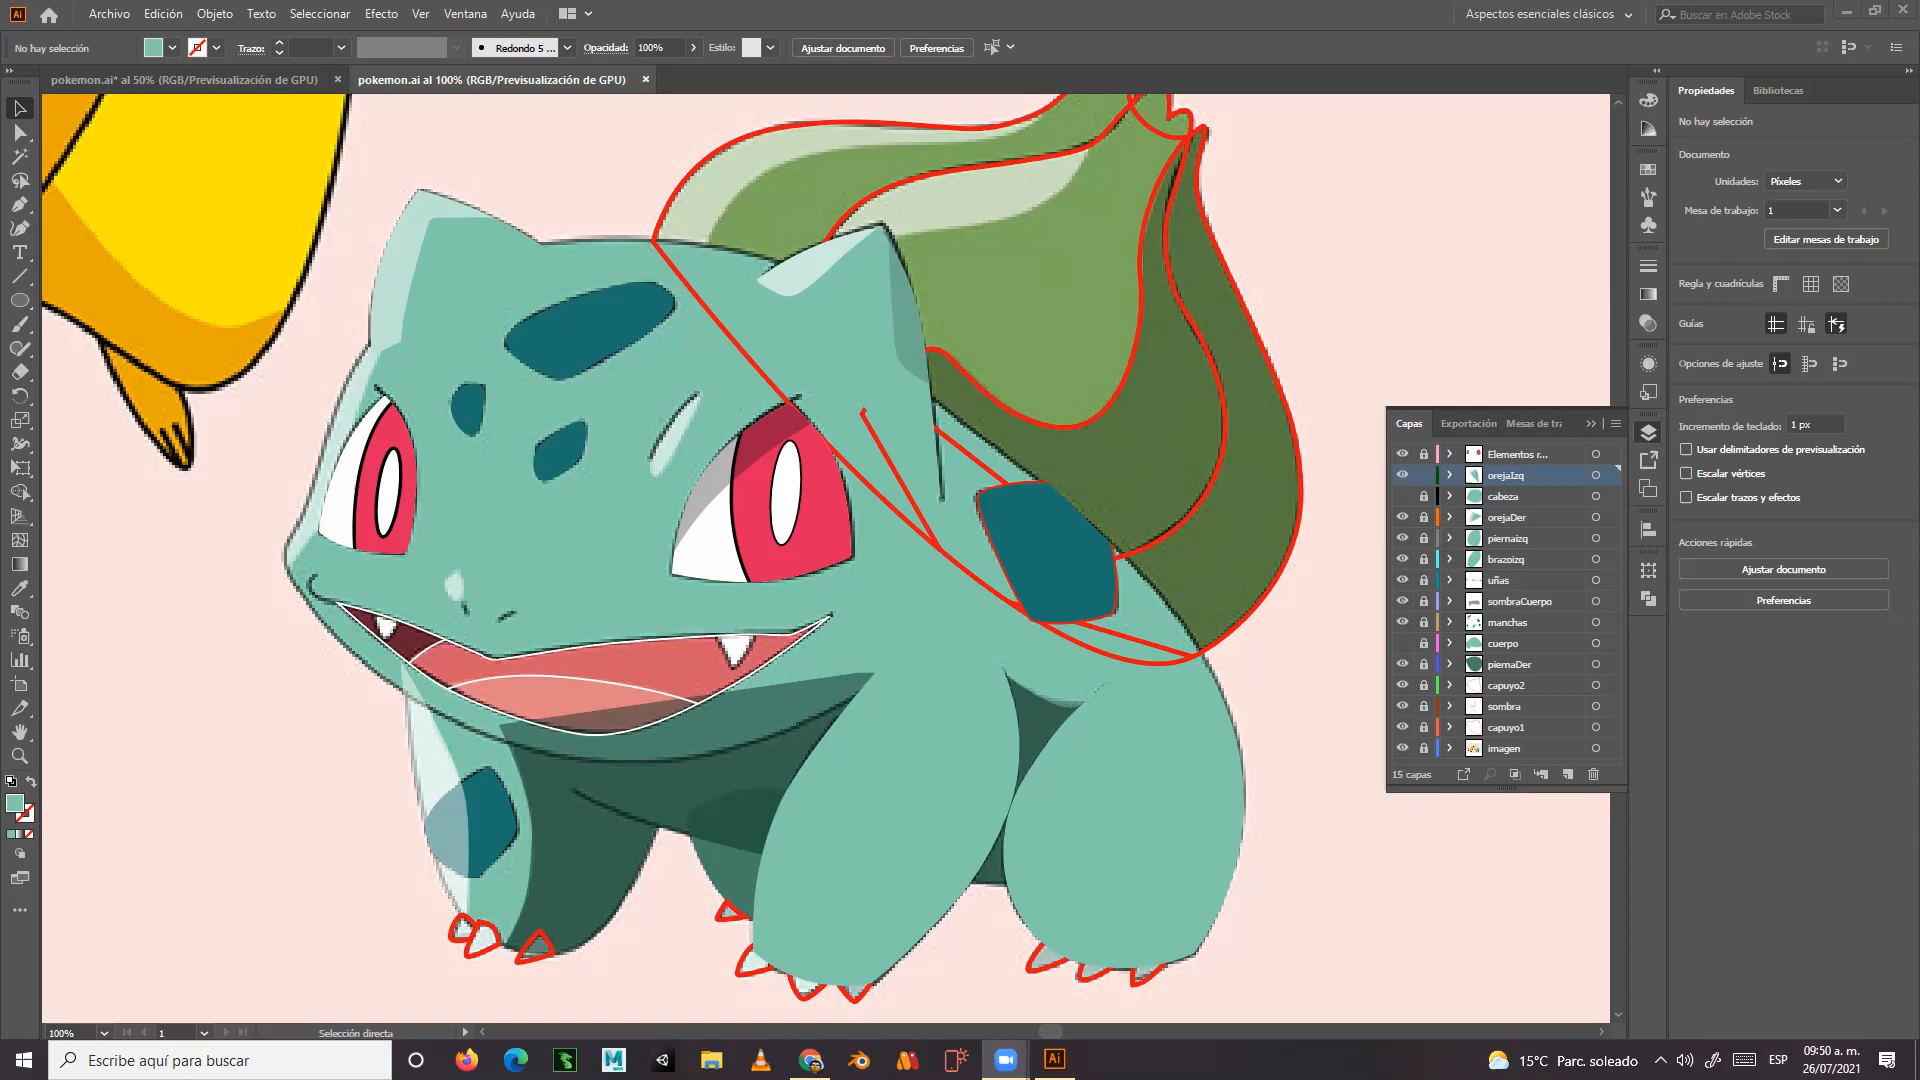 Ai Archivo Edición Objeto Texto Seleccionar Efecto Ver Ventana Ayuda Aspectos esenciales clásicos Buscar en Adobe Stock
No hay selección Trazo: Redondo 5 ... Opacidad: 100% Estilo: Ajustar documento Preferencias
pokemon.ai* al 50% (RGB/Previsualización de GPU) × pokemon.ai al 100% (RGB/Previsualización de GPU) ×
Propiedades Bibliotecas
No hay selección
Documento
Unidades: Píxeles
Mesa de trabajo: 1
Editar mesas de trabajo
Regla y cuadrículas
Guías
Opciones de ajuste
Preferencias
Incremento de teclado: 1 px
Usar delimitadores de previsualización
Escalar vértices
Escalar trazos y efectos
Acciones rápidas
Ajustar documento
Preferencias
Capas Exportación Mesas de tra
Elementos r...
orejaIzq
cabeza
orejaDer
piernaizq
brazoizq
uñas
sombraCuerpo
manchas
cuerpo
piernaDer
capuyo2
sombra
capuyo1
imagen
15 capas
100% 1 Selección directa
Escribe aquí para buscar
Ai
15°C Parc. soleado ESP
09:50 a. m.
26/07/2021